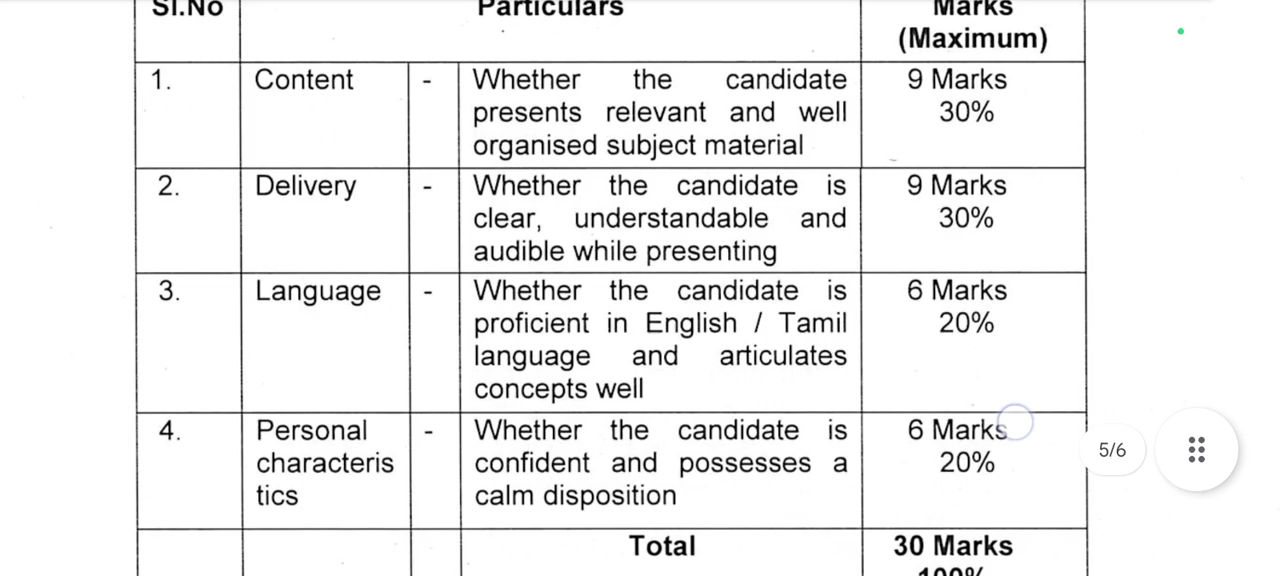 Sl.No Particulars Marks
(Maximum)
1. Content - Whether the candidate 9 Marks
presents relevant and well 30%
organised subject material
2. Delivery - Whether the candidate is 9 Marks
clear, understandable and 30%
audible while presenting
3. Language - Whether the candidate is 6 Marks
proficient in English / Tamil 20%
language and articulates
concepts well
4. Personal - Whether the candidate is 6 Marks
characteris confident and possesses a 20%
tics calm disposition
5/6
Total 30 Marks
100%